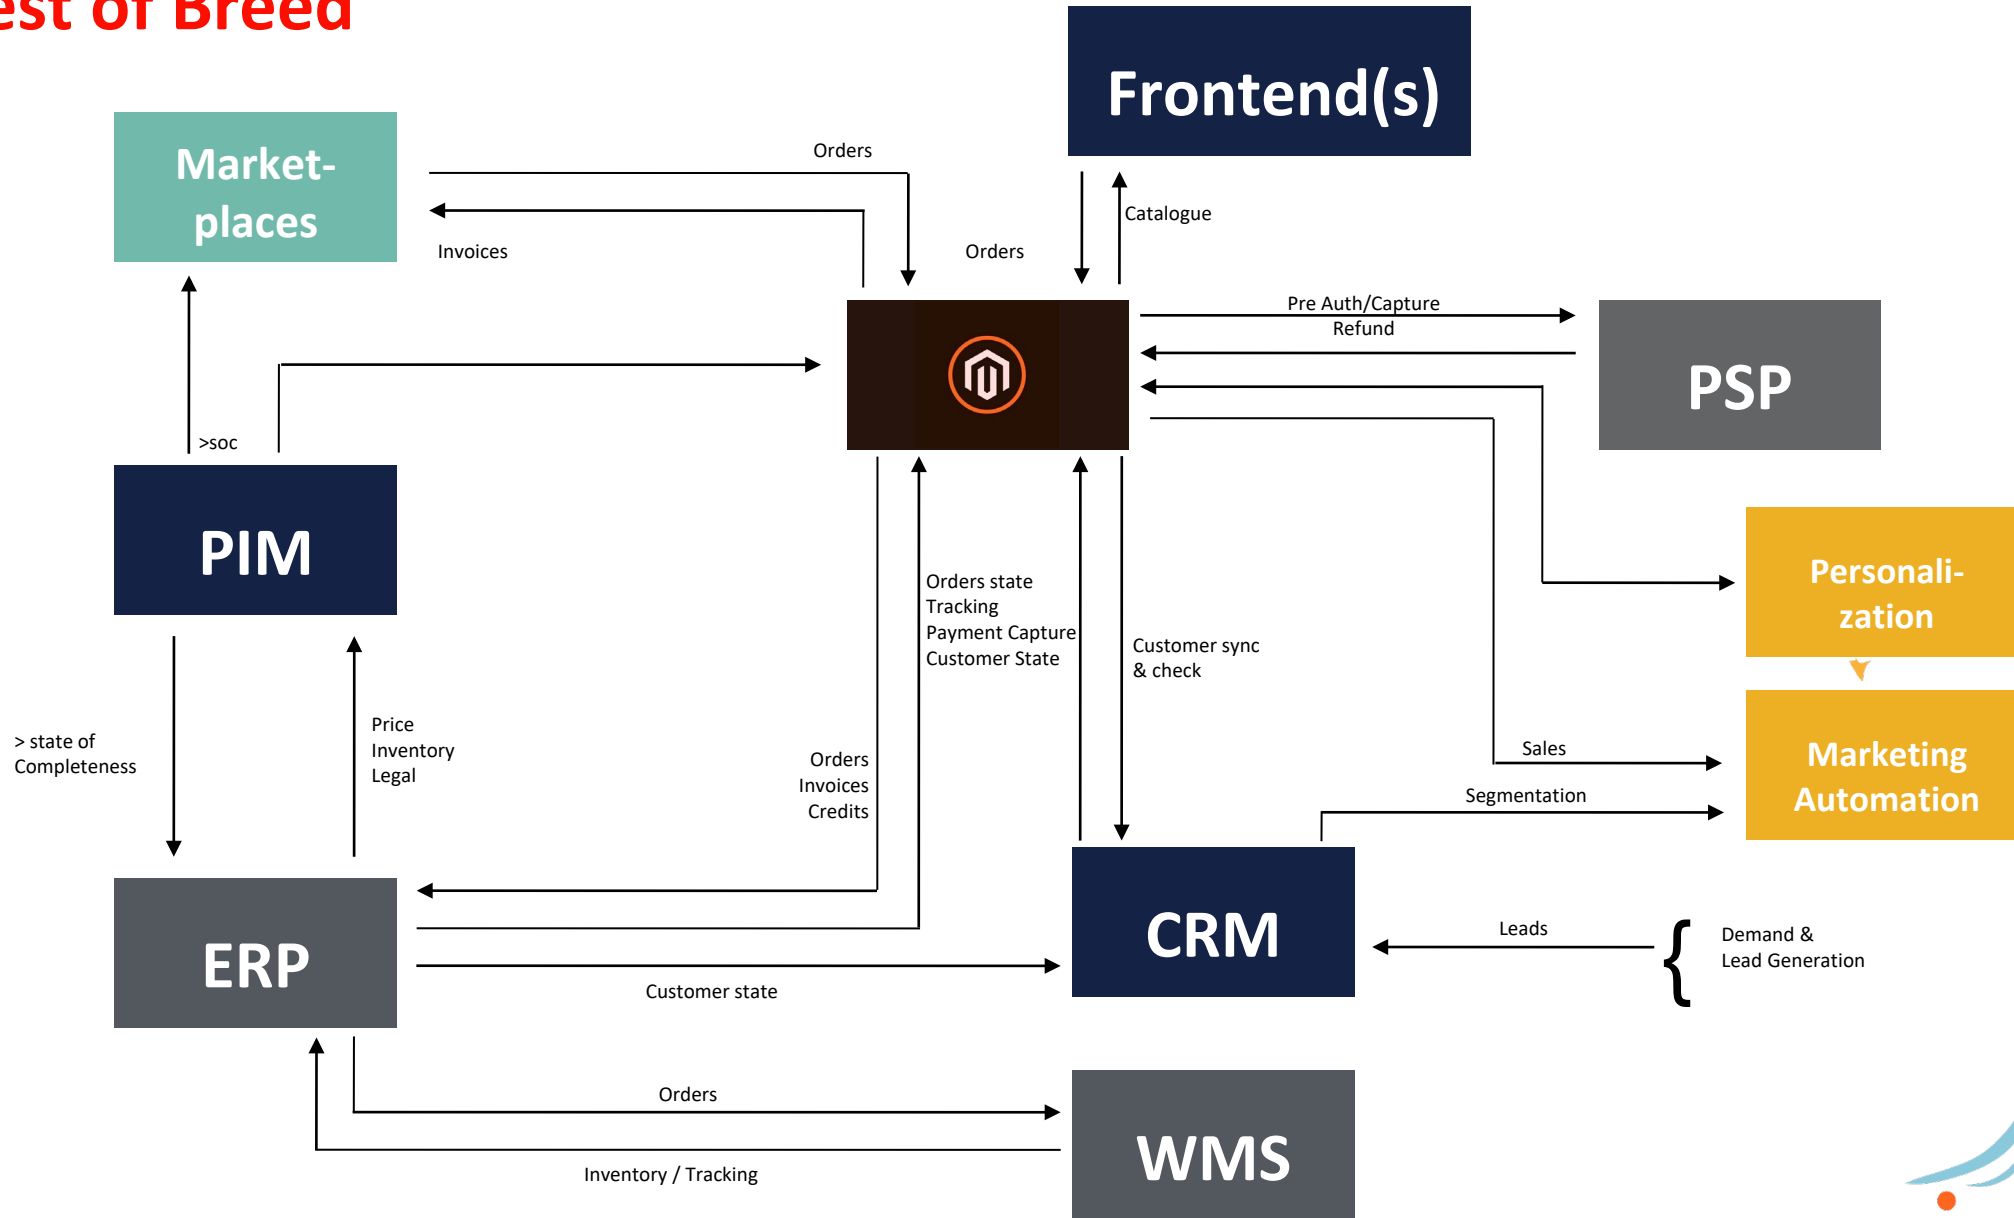 est of Breed
Frontend(s)
Market-
places
Orders
Invoices
Orders
Catalogue
Pre Auth/Capture
Refund
PSP
>soc
PIM
Personali-
zation
Orders state
Tracking
Payment Capture
Customer State
Customer sync
& check
> state of
Completeness
Price
Inventory
Legal
Orders
Invoices
Credits
Sales
Marketing
Automation
Segmentation
ERP
CRM
Leads
{
Demand &
Lead Generation
Customer state
Orders
WMS
Inventory / Tracking